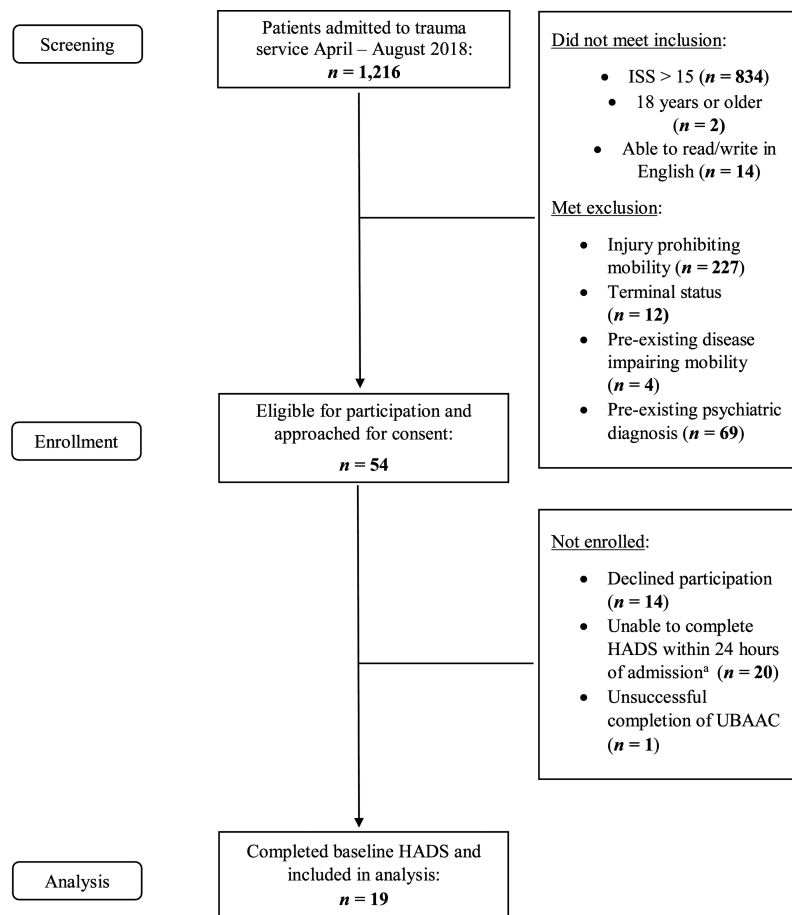 Screening
Patients admitted to trauma
service April – August 2018:
n = 1,216
Did not meet inclusion:
• ISS > 15 (n = 834)
• 18 years or older
(n = 2)
• Able to read/write in
English (n = 14)
Met exclusion:
• Injury prohibiting
mobility (n = 227)
• Terminal status
(n = 12)
• Pre-existing disease
impairing mobility
(n = 4)
• Pre-existing psychiatric
diagnosis (n = 69)
Enrollment
Eligible for participation and
approached for consent:
n = 54
Not enrolled:
• Declined participation
(n = 14)
• Unable to complete
HADS within 24 hours
of admissionᵃ (n = 20)
• Unsuccessful
completion of UBAAC
(n = 1)
Analysis
Completed baseline HADS and
included in analysis:
n = 19